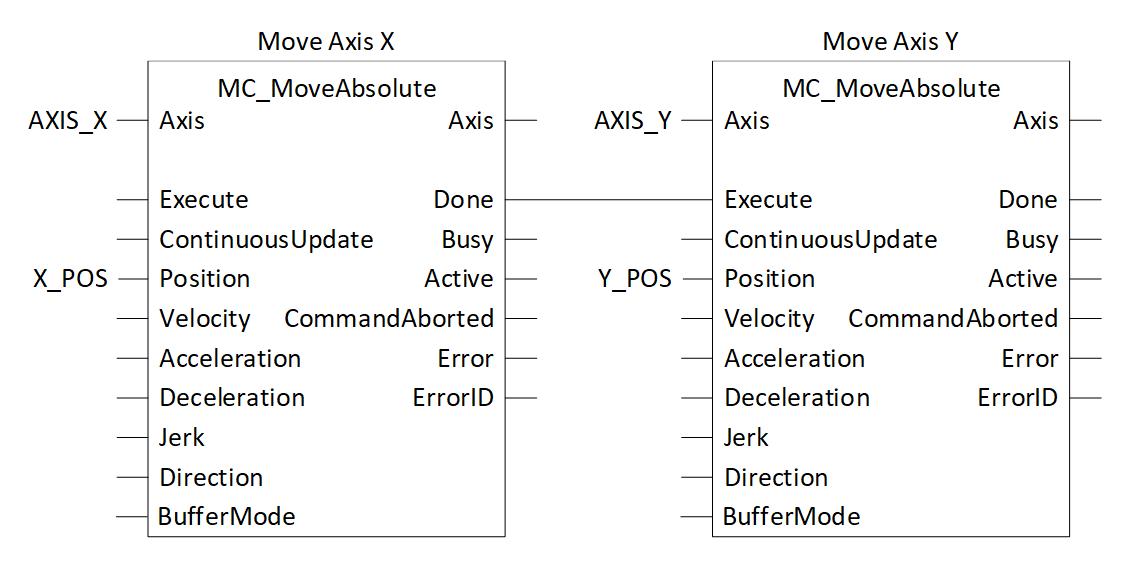 Move Axis X
MC_MoveAbsolute
AXIS_X Axis Axis
Execute Done
ContinuousUpdate Busy
X_POS Position Active
Velocity CommandAborted
Acceleration Error
Deceleration ErrorID
Jerk
Direction
BufferMode
Move Axis Y
MC_MoveAbsolute
AXIS_Y Axis Axis
Execute Done
ContinuousUpdate Busy
Y_POS Position Active
Velocity CommandAborted
Acceleration Error
Deceleration ErrorID
Jerk
Direction
BufferMode